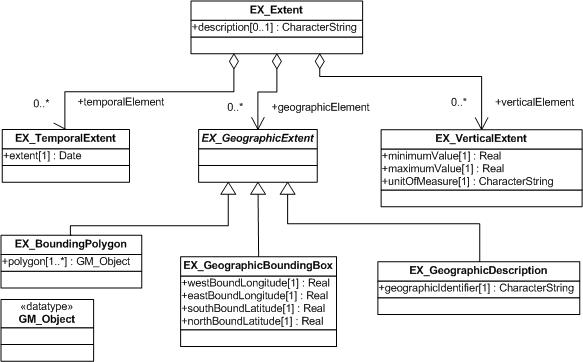 EX_Extent
+description[0..1] : CharacterString
0..*
+temporalElement
0..*
+geographicElement
0..*
+verticalElement
EX_TemporalExtent
+extent[1] : Date
EX_GeographicExtent
EX_VerticalExtent
+minimumValue[1] : Real
+maximumValue[1] : Real
+unitOfMeasure[1] : CharacterString
EX_BoundingPolygon
+polygon[1..*] : GM_Object
EX_GeographicBoundingBox
+westBoundLongitude[1] : Real
+eastBoundLongitude[1] : Real
+southBoundLatitude[1] : Real
+northBoundLatitude[1] : Real
EX_GeographicDescription
+geographicIdentifier[1] : CharacterString
«datatype»
GM_Object